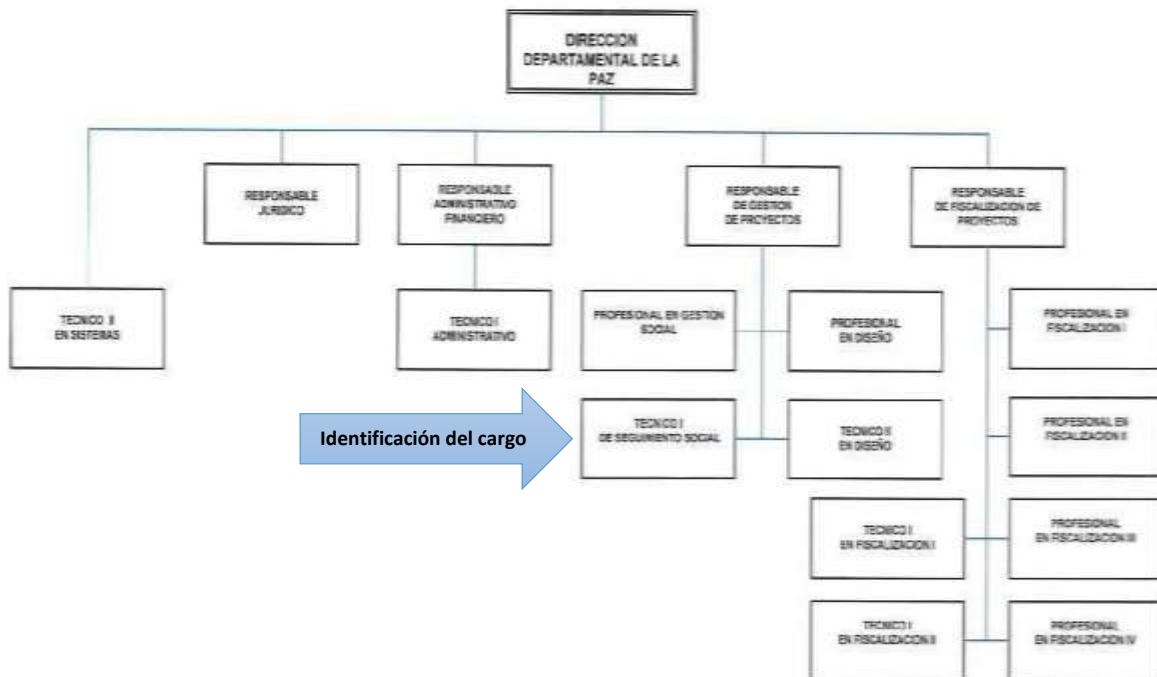 DIRECCION
DEPARTAMENTAL DE LA
PAZ
RESPONSABLE
JURIDICO
RESPONSABLE
ADMINISTRATIVO
FINANCIERO
RESPONSABLE
DE GESTION
DE PROYECTOS
RESPONSABLE
DE FISCALIZACION DE
PROYECTOS
TECNICO II
EN SISTEMAS
TECNICO I
ADMINISTRATIVO
PROFESIONAL EN GESTION
SOCIAL
PROFESIONAL
EN DISEÑO
PROFESIONAL EN
FISCALIZACION I
Identificación del cargo
TECNICO I
DE SEGUIMIENTO SOCIAL
TECNICO II
EN DISEÑO
PROFESIONAL EN
FISCALIZACION II
TECNICO II
EN FISCALIZACION I
PROFESIONAL
EN FISCALIZACION III
TECNICO
EN FISCALIZACION II
PROFESIONAL
EN FISCALIZACION IV